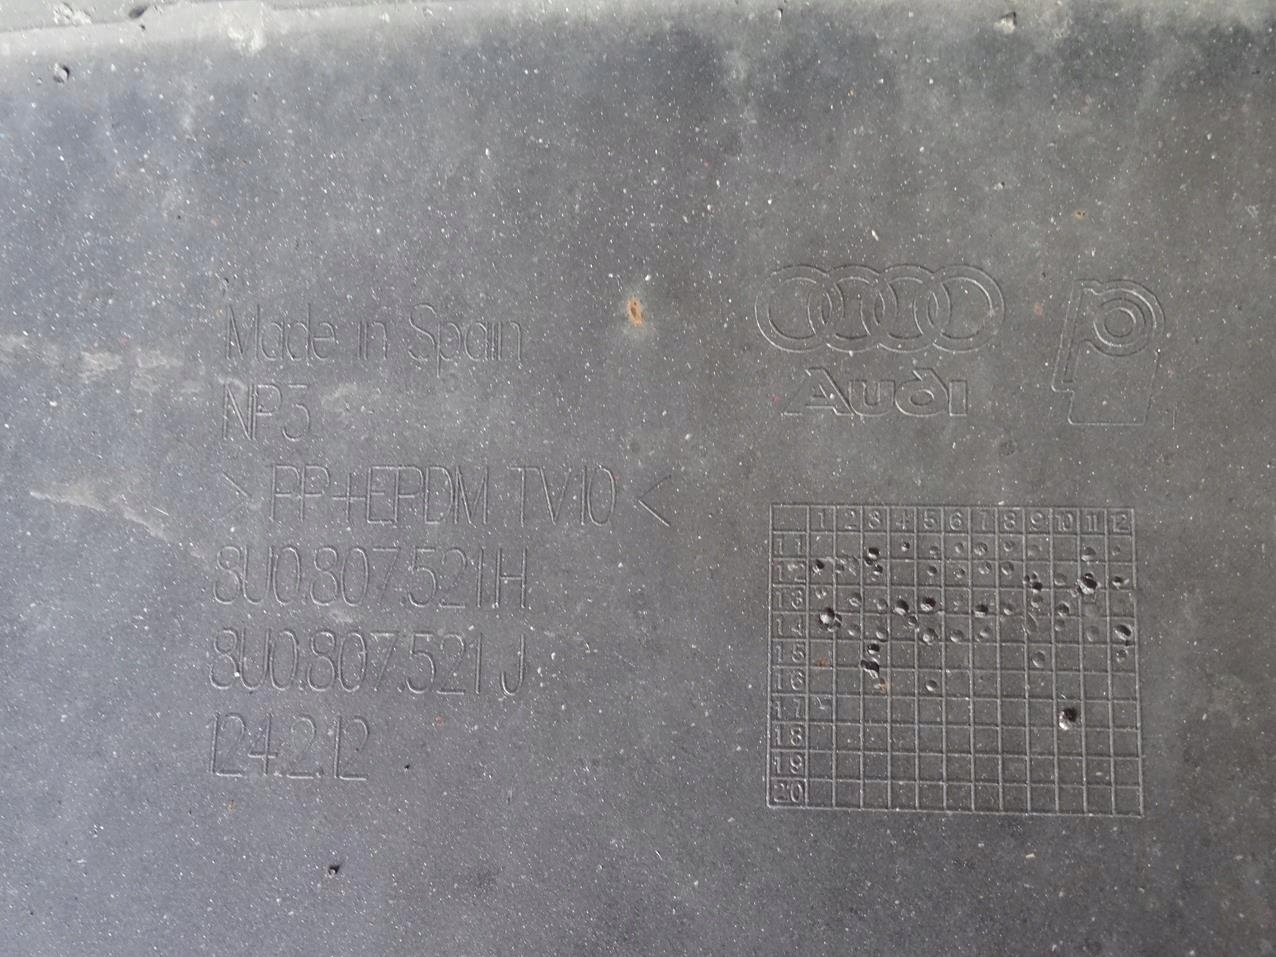 Made in Spain
NP3
> PP+EPDM TV10 <
8U0.807.521.H
8U0.807.521 J
124.2.12
Audi
1 2 3 4 5 6 7 8 9 10 11 12
11
12
13
14
15
16
17
18
19
20